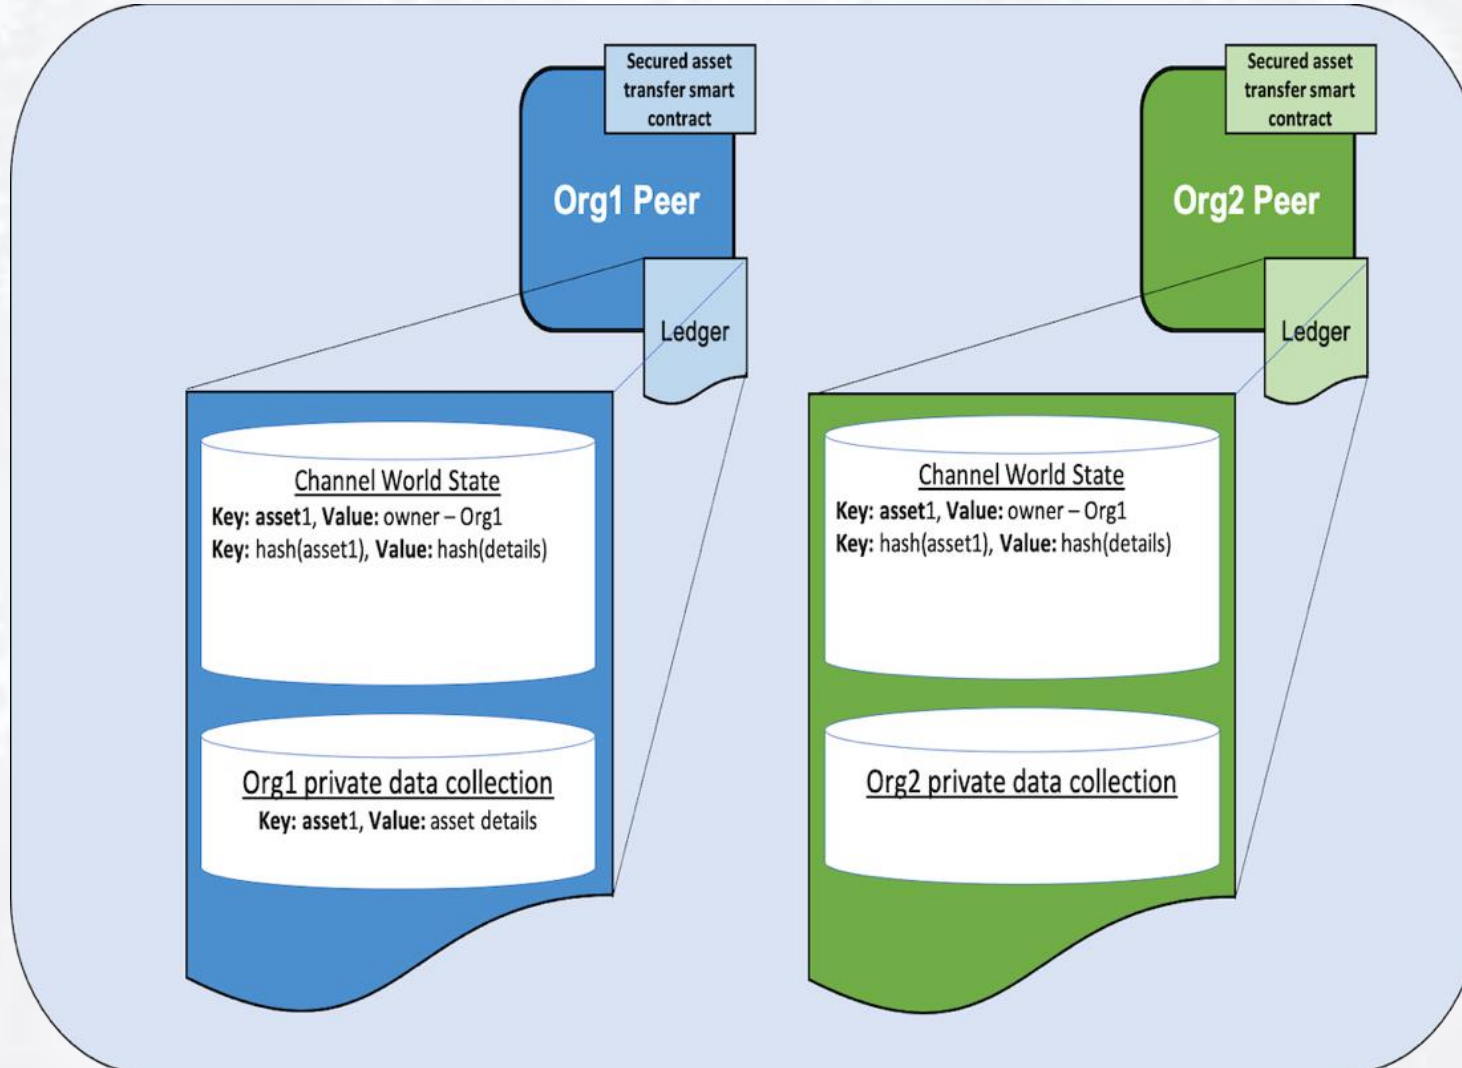 Secured asset
transfer smart
contract
Org1 Peer
Ledger
Channel World State
Key: asset1, Value: owner – Org1
Key: hash(asset1), Value: hash(details)
Org1 private data collection
Key: asset1, Value: asset details
Secured asset
transfer smart
contract
Org2 Peer
Ledger
Channel World State
Key: asset1, Value: owner – Org1
Key: hash(asset1), Value: hash(details)
Org2 private data collection